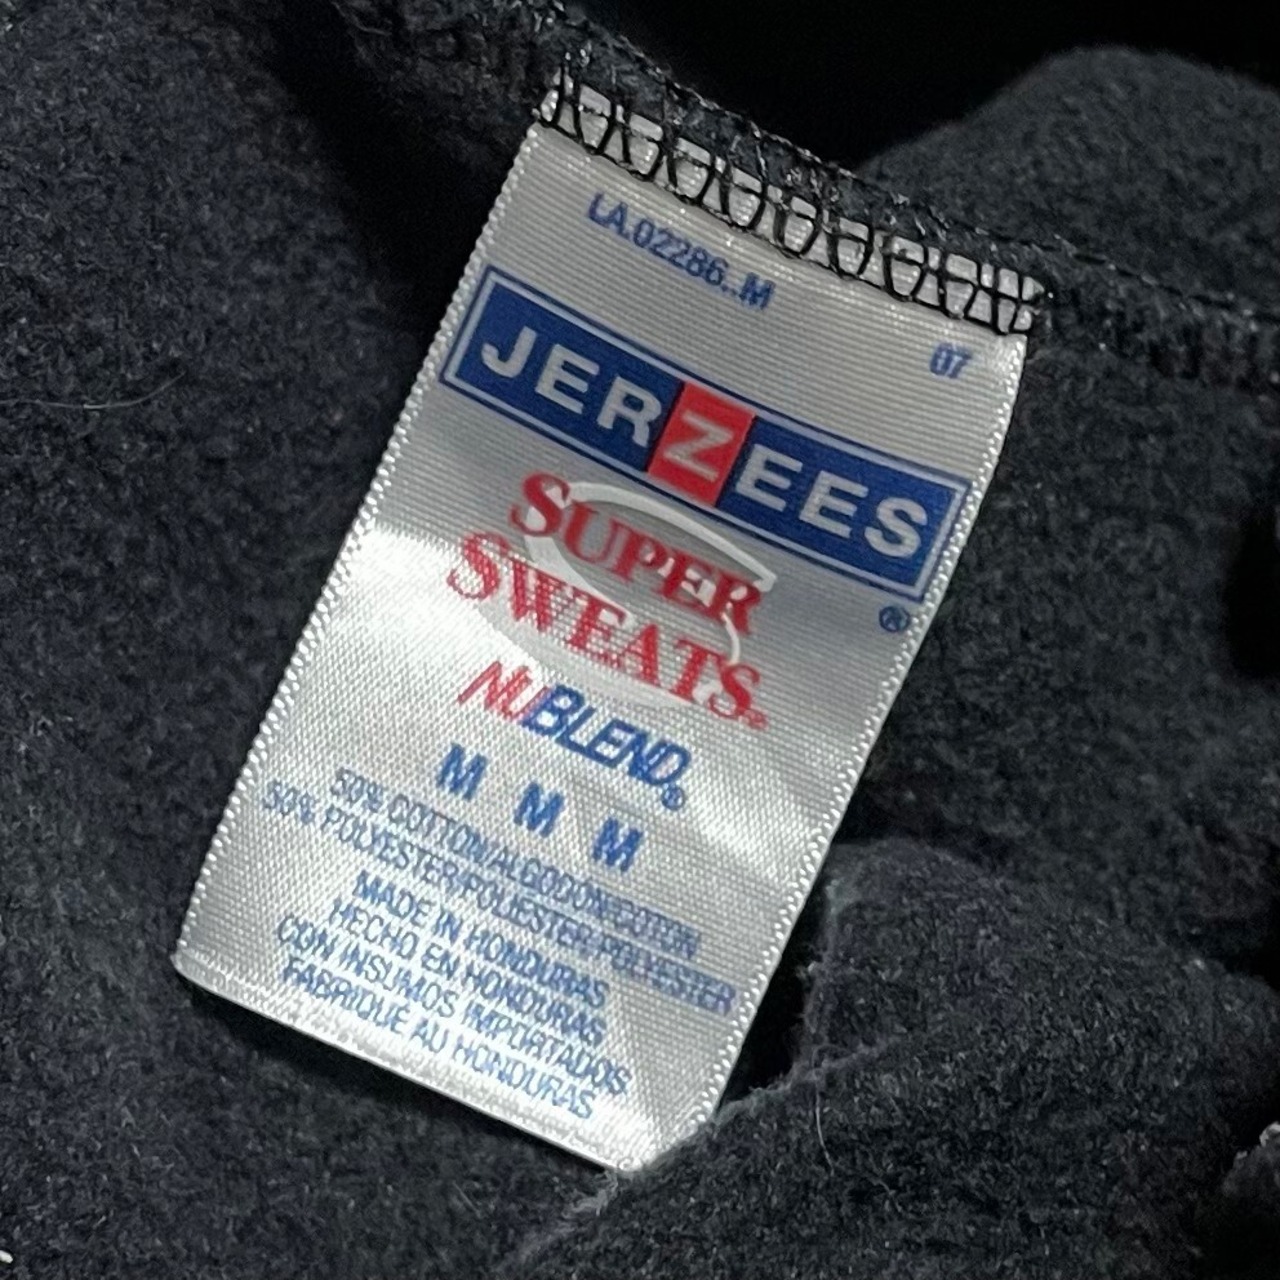 LA.02286..M
07
JERZEES®
SUPER
SWEATS®
NUBLEND®
M M M
50% COTTON/ALGODON/COTON
50% POLYESTER/POLIESTER/POLYESTER
MADE IN HONDURAS
HECHO EN HONDURAS
CON INSUMOS IMPORTADOS
FABRIQUÉ AU HONDURAS